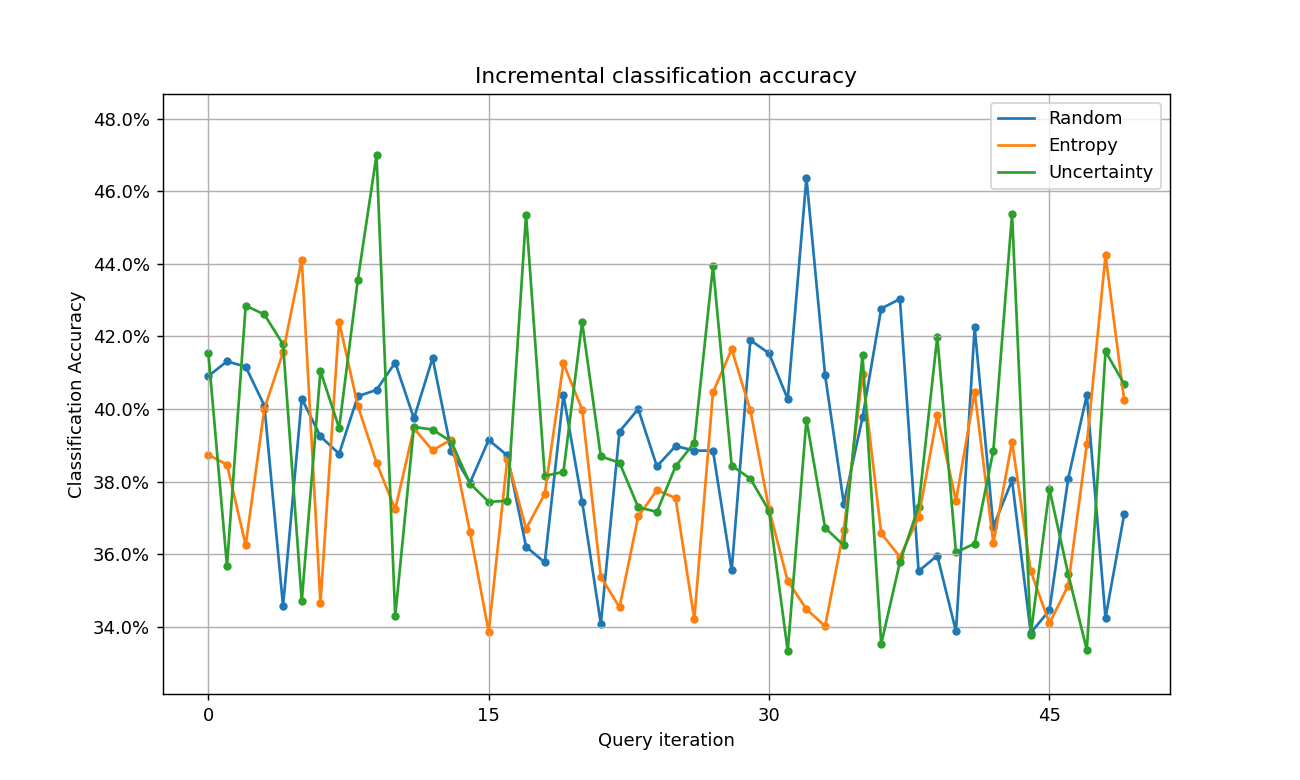 Incremental classification accuracy
48.0%
46.0%
44.0%
42.0%
40.0%
38.0%
36.0%
34.0%
Classification Accuracy
Random
Entropy
Uncertainty
0
15
30
45
Query iteration